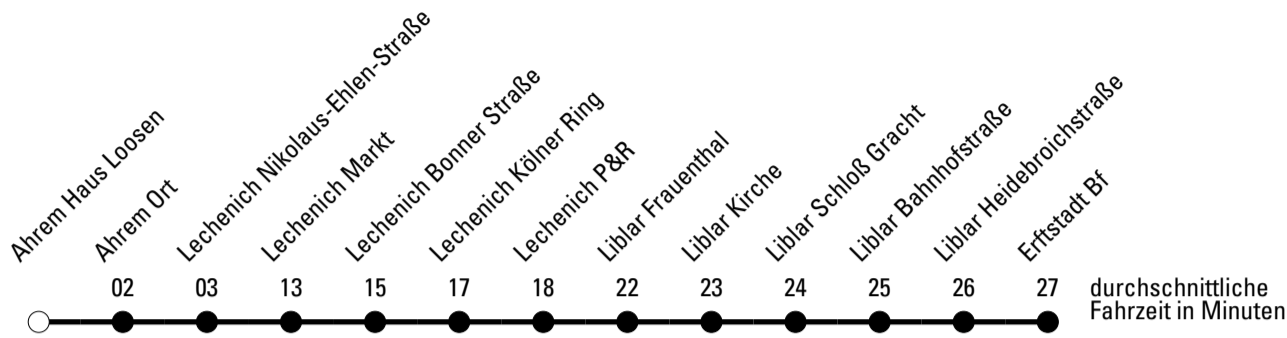 Ahrem Haus Loosen
Ahrem Ort
Lechenich Nikolaus-Ehlen-Straße
Lechenich Markt
Lechenich Bonner Straße
Lechenich Kölner Ring
Lechenich P&R
Liblar Frauenthal
Liblar Kirche
Liblar Schloß Gracht
Liblar Bahnhofstraße
Liblar Heidebroichstraße
Erftstadt Bf
02 03 13 15 17 18 22 23 24 25 26 27
durchschnittliche
Fahrzeit in Minuten